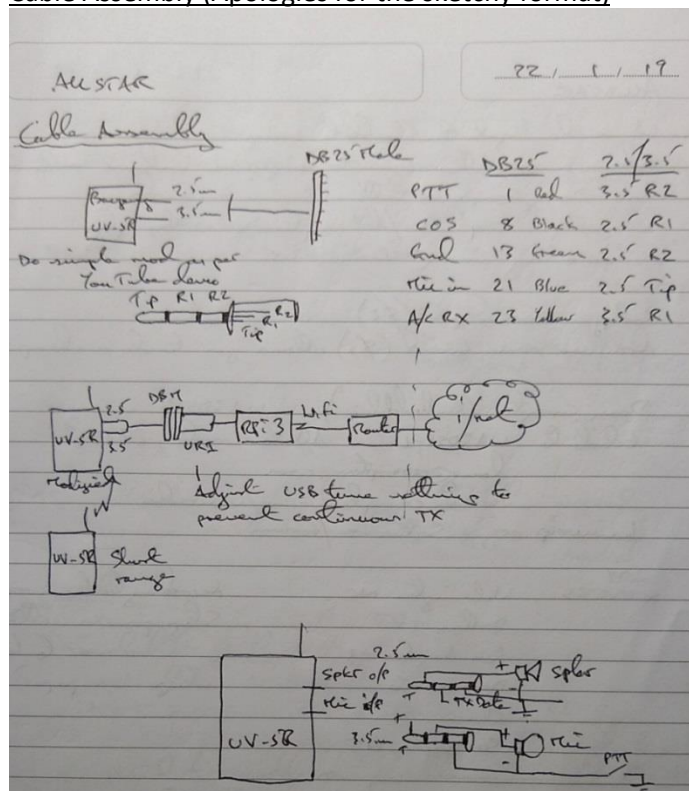 Cable Assembly (Apologies for the sketchy format)
ALLSTAR
22 / 1 / 19
Cable Assembly
DB25 Male
Baofeng UV-5R
2.5mm
3.5mm
DB25 2.5/3.5
PTT 1 Red 3.5 R2
COS 8 Black 2.5 R1
Gnd 13 Green 2.5 R2
Mic in 21 Blue 2.5 Tip
A/C RX 23 Yellow 3.5 R1
Do simple mod as per
YouTube demo
Tip R1 R2
Tip R1 R2
UV-5R
2.5
3.5
DBM
URI
RPi 3
Wifi
Router
i/net
Modified
Adjust USB tune
to
prevent continuous TX
UV-5R
Short
range
UV-5R
Spkr o/p
Mic i/p
2.5mm
T
TX Data
+
-
Spkr
3.5mm
+
T
+
-
Mic
PTT